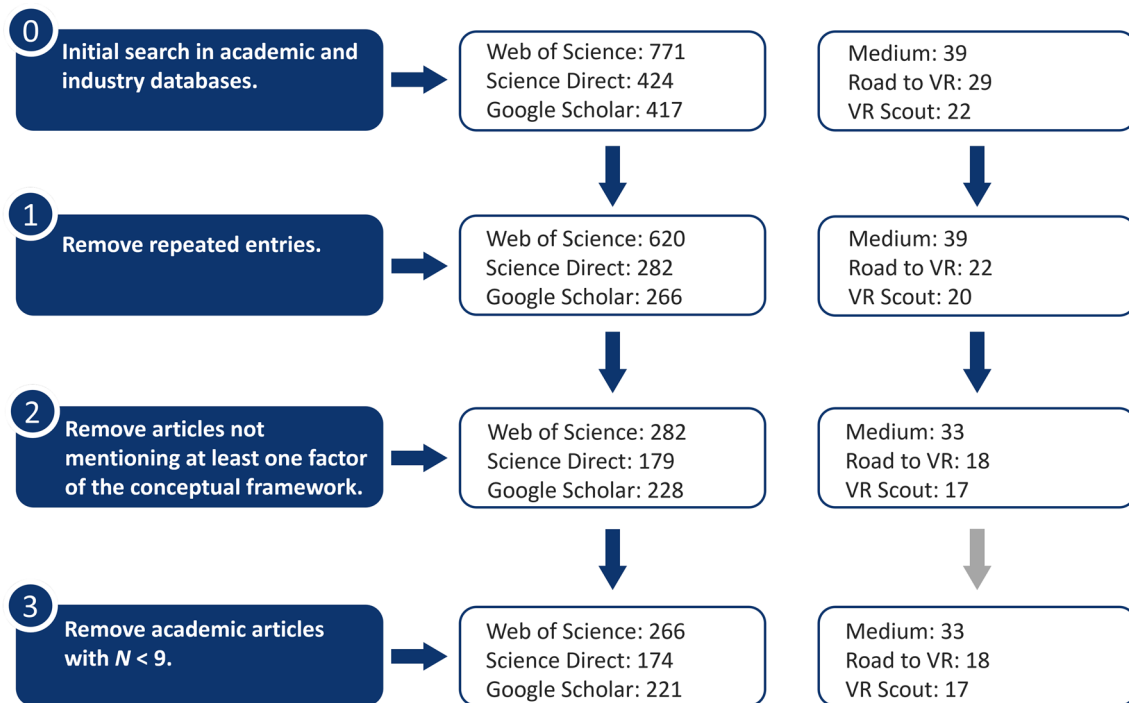 0
Initial search in academic and
industry databases.
Web of Science: 771
Science Direct: 424
Google Scholar: 417
Medium: 39
Road to VR: 29
VR Scout: 22
1
Remove repeated entries.
Web of Science: 620
Science Direct: 282
Google Scholar: 266
Medium: 39
Road to VR: 22
VR Scout: 20
2
Remove articles not
mentioning at least one factor
of the conceptual framework.
Web of Science: 282
Science Direct: 179
Google Scholar: 228
Medium: 33
Road to VR: 18
VR Scout: 17
3
Remove academic articles
with N < 9.
Web of Science: 266
Science Direct: 174
Google Scholar: 221
Medium: 33
Road to VR: 18
VR Scout: 17